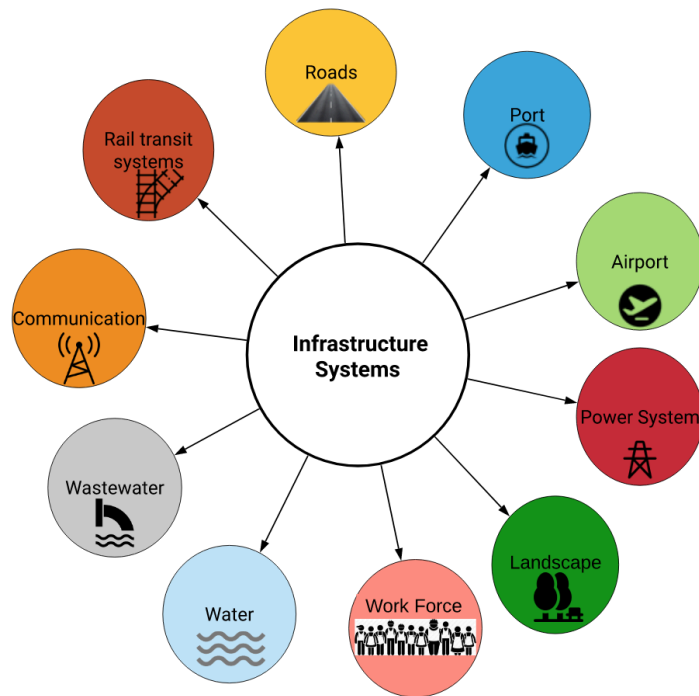 Roads
Port
Rail transit
systems
Airport
Communication
Infrastructure
Systems
Power System
Wastewater
Landscape
Water
Work Force